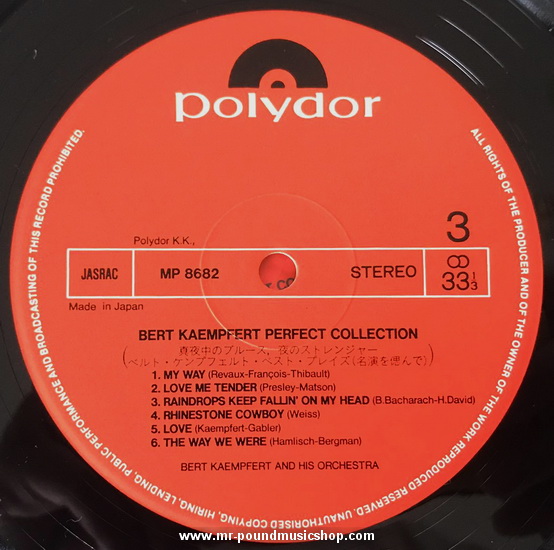 polydor
ALL RIGHTS OF THE PRODUCER AND OF THE OWNER OF THE WORK REPRODUCED RESERVED. UNAUTHORISED COPYING, HIRING, LENDING, PUBLIC PERFORMANCE AND BROADCASTING OF THIS RECORD PROHIBITED.
3
Polydor K.K.,
JASRAC
MP 8682
STEREO
33 1/3
Made in Japan
BERT KAEMPFERT PERFECT COLLECTION
(真夜中のブルース、夜のストレンジャー
ベルト・ケンプフェルト・ベスト・プレイズ(名演を偲んで))
1. MY WAY (Revaux-François-Thibault)
2. LOVE ME TENDER (Presley-Matson)
3. RAINDROPS KEEP FALLIN' ON MY HEAD (B.Bacharach-H.David)
4. RHINESTONE COWBOY (Weiss)
5. LOVE (Kaempfert-Gabler)
6. THE WAY WE WERE (Hamlisch-Bergman)
BERT KAEMPFERT AND HIS ORCHESTRA
www.mr-poundmusicshop.com